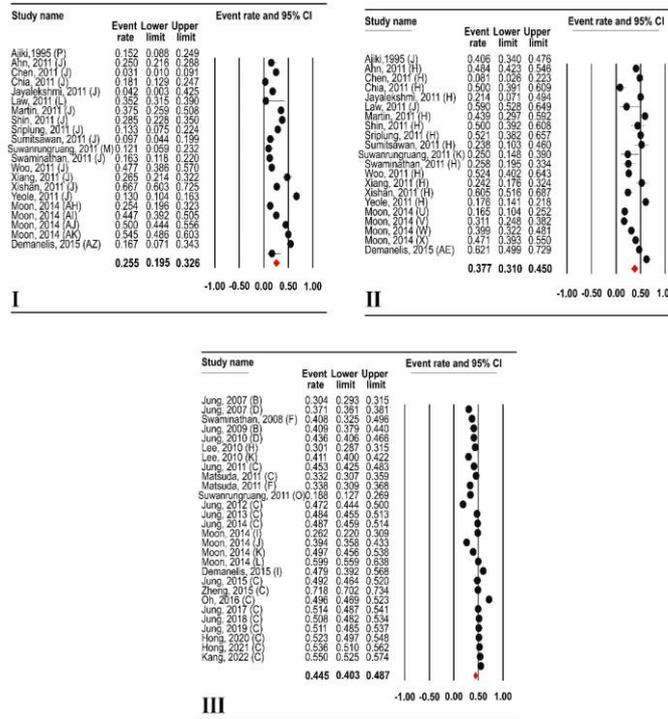 Study name
Event rate and 95% CI
Event Lower Upper
rate limit limit
Ajiki,1995 (P) 0.152 0.088 0.249
Ahn, 2011 (J) 0.250 0.216 0.288
Chen, 2011 (J) 0.031 0.010 0.091
Chia, 2011 (J) 0.181 0.129 0.247
Jayalekshmi, 2011 (J) 0.042 0.003 0.425
Law, 2011 (L) 0.352 0.315 0.390
Martin, 2011 (J) 0.375 0.259 0.508
Shin, 2011 (J) 0.285 0.228 0.350
Sriplung, 2011 (J) 0.133 0.075 0.224
Sumitsawan, 2011 (J) 0.097 0.044 0.199
Suwanrungruang, 2011 (M) 0.121 0.059 0.232
Swaminathan, 2011 (J) 0.163 0.118 0.220
Woo, 2011 (J) 0.477 0.386 0.570
Xiang, 2011 (J) 0.265 0.214 0.322
Xishan, 2011 (J) 0.667 0.603 0.725
Yeole, 2011 (J) 0.130 0.104 0.163
Moon, 2014 (AH) 0.254 0.196 0.323
Moon, 2014 (AI) 0.447 0.392 0.505
Moon, 2014 (AJ) 0.500 0.444 0.556
Moon, 2014 (AK) 0.545 0.486 0.603
Demanelis, 2015 (AZ) 0.167 0.071 0.343
0.255 0.195 0.326
-1.00 -0.50 0.00 0.50 1.00
I
Study name
Event rate and 95% CI
Event Lower Upper
rate limit limit
Ajiki,1995 (J) 0.406 0.340 0.476
Ahn, 2011 (H) 0.484 0.423 0.546
Chen, 2011 (H) 0.081 0.026 0.223
Chia, 2011 (H) 0.500 0.391 0.609
Jayalekshmi, 2011 (H) 0.214 0.071 0.494
Law, 2011 (J) 0.590 0.528 0.649
Martin, 2011 (H) 0.439 0.297 0.592
Shin, 2011 (H) 0.500 0.392 0.608
Sriplung, 2011 (H) 0.521 0.382 0.657
Sumitsawan, 2011 (H) 0.238 0.103 0.460
Suwanrungruang, 2011 (K) 0.250 0.148 0.390
Swaminathan, 2011 (H) 0.258 0.195 0.334
Woo, 2011 (H) 0.524 0.402 0.643
Xiang, 2011 (H) 0.242 0.176 0.324
Xishan, 2011 (H) 0.605 0.516 0.687
Yeole, 2011 (H) 0.176 0.141 0.218
Moon, 2014 (U) 0.165 0.104 0.252
Moon, 2014 (V) 0.311 0.248 0.382
Moon, 2014 (W) 0.399 0.322 0.481
Moon, 2014 (X) 0.471 0.393 0.550
Demanelis, 2015 (AE) 0.621 0.499 0.729
0.377 0.310 0.450
-1.00 -0.50 0.00 0.50 1.00
II
Study name
Event rate and 95% CI
Event Lower Upper
rate limit limit
Jung, 2007 (B) 0.304 0.293 0.315
Jung, 2007 (D) 0.371 0.361 0.381
Swaminathan, 2008 (F) 0.408 0.325 0.496
Jung, 2009 (B) 0.409 0.379 0.440
Jung, 2010 (D) 0.436 0.406 0.466
Lee, 2010 (H) 0.301 0.287 0.315
Lee, 2010 (K) 0.411 0.400 0.422
Jung, 2011 (C) 0.453 0.425 0.483
Matsuda, 2011 (C) 0.332 0.307 0.359
Matsuda, 2011 (F) 0.338 0.309 0.368
Suwanrungruang, 2011 (O) 0.188 0.127 0.269
Jung, 2012 (C) 0.472 0.444 0.500
Jung, 2013 (C) 0.484 0.455 0.513
Jung, 2014 (C) 0.487 0.459 0.514
Moon, 2014 (I) 0.262 0.220 0.309
Moon, 2014 (J) 0.394 0.358 0.433
Moon, 2014 (K) 0.497 0.456 0.538
Moon, 2014 (L) 0.599 0.559 0.638
Demanelis, 2015 (I) 0.479 0.392 0.568
Jung, 2015 (C) 0.492 0.464 0.520
Zheng, 2015 (C) 0.718 0.702 0.734
Oh, 2016 (C) 0.496 0.469 0.523
Jung, 2017 (C) 0.514 0.487 0.541
Jung, 2018 (C) 0.508 0.482 0.534
Jung, 2019 (C) 0.511 0.485 0.537
Hong, 2020 (C) 0.523 0.497 0.548
Hong, 2021 (C) 0.536 0.510 0.562
Kang, 2022 (C) 0.550 0.525 0.574
0.445 0.403 0.487
-1.00 -0.50 0.00 0.50 1.00
III